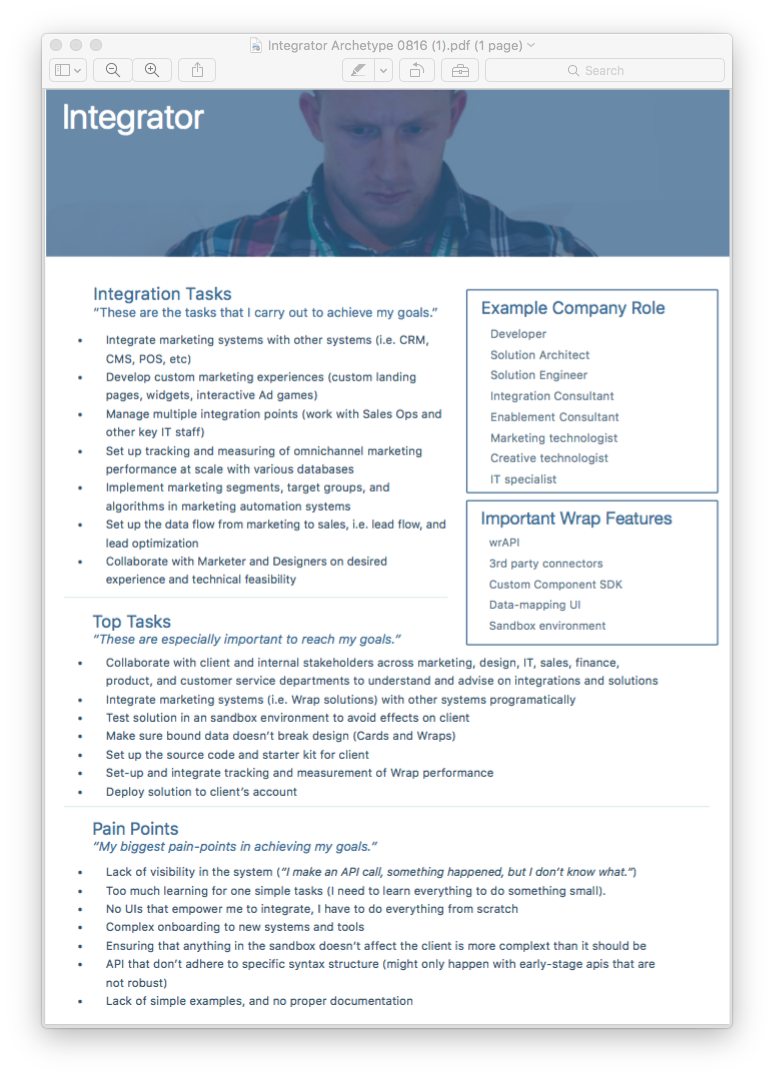 Integrator Archetype 0816 (1).pdf (1 page)
Search
Integrator
Integration Tasks
“These are the tasks that I carry out to achieve my goals.”
• Integrate marketing systems with other systems (i.e. CRM,
CMS, POS, etc)
• Develop custom marketing experiences (custom landing
pages, widgets, interactive Ad games)
• Manage multiple integration points (work with Sales Ops and
other key IT staff)
• Set up tracking and measuring of omnichannel marketing
performance at scale with various databases
• Implement marketing segments, target groups, and
algorithms in marketing automation systems
• Set up the data flow from marketing to sales, i.e. lead flow, and
lead optimization
• Collaborate with Marketer and Designers on desired
experience and technical feasibility
Example Company Role
Developer
Solution Architect
Solution Engineer
Integration Consultant
Enablement Consultant
Marketing technologist
Creative technologist
IT specialist
Important Wrap Features
wrAPI
3rd party connectors
Custom Component SDK
Data-mapping UI
Sandbox environment
Top Tasks
“These are especially important to reach my goals.”
• Collaborate with client and internal stakeholders across marketing, design, IT, sales, finance,
product, and customer service departments to understand and advise on integrations and solutions
• Integrate marketing systems (i.e. Wrap solutions) with other systems programatically
• Test solution in an sandbox environment to avoid effects on client
• Make sure bound data doesn’t break design (Cards and Wraps)
• Set up the source code and starter kit for client
• Set-up and integrate tracking and measurement of Wrap performance
• Deploy solution to client’s account
Pain Points
“My biggest pain-points in achieving my goals.”
• Lack of visibility in the system (“I make an API call, something happened, but I don’t know what.”)
• Too much learning for one simple tasks (I need to learn everything to do something small).
• No UIs that empower me to integrate, I have to do everything from scratch
• Complex onboarding to new systems and tools
• Ensuring that anything in the sandbox doesn’t affect the client is more complext than it should be
• API that don’t adhere to specific syntax structure (might only happen with early-stage apis that are
not robust)
• Lack of simple examples, and no proper documentation